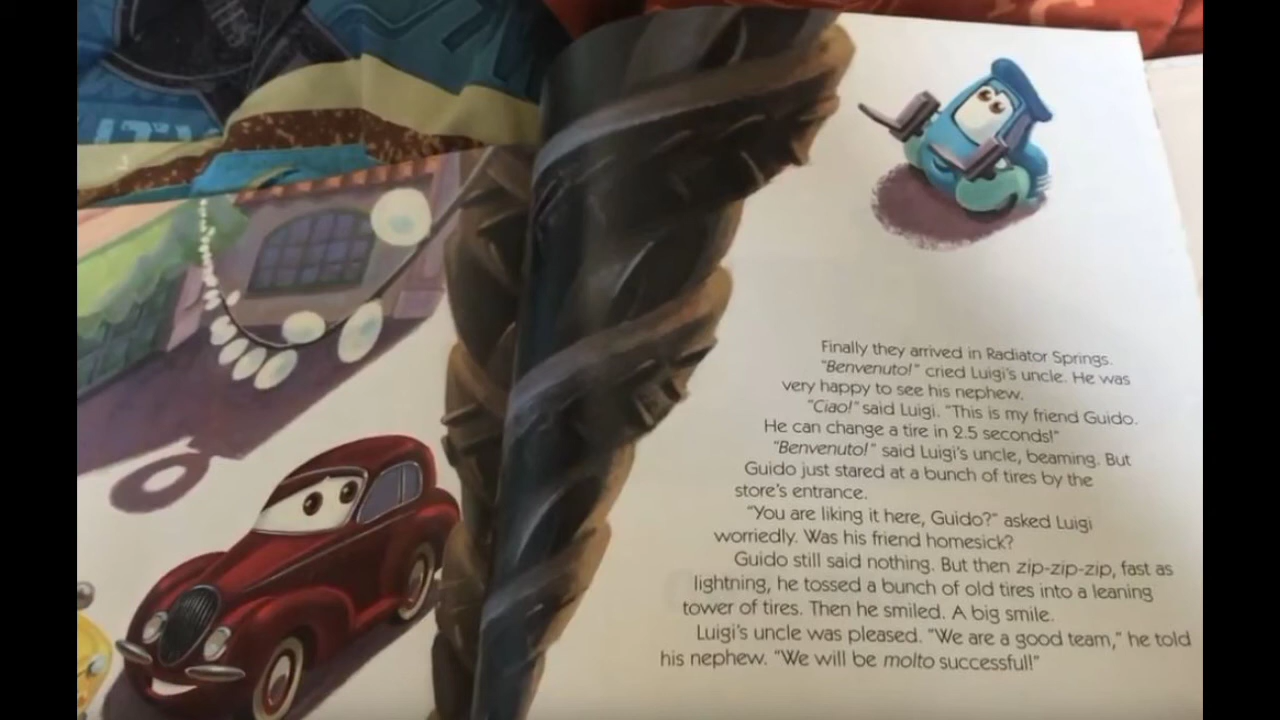 Finally they arrived in Radiator Springs.
"Benvenuto!" cried Luigi's uncle. He was
very happy to see his nephew.
"Ciao!" said Luigi. "This is my friend Guido.
He can change a tire in 2.5 seconds!"
"Benvenuto!" said Luigi's uncle, beaming. But
Guido just stared at a bunch of tires by the
store's entrance.
"You are liking it here, Guido?" asked Luigi
worriedly. Was his friend homesick?
Guido still said nothing. But then zip-zip-zip, fast as
lightning, he tossed a bunch of old tires into a leaning
tower of tires. Then he smiled. A big smile.
Luigi's uncle was pleased. "We are a good team," he told
his nephew. "We will be molto successful!"